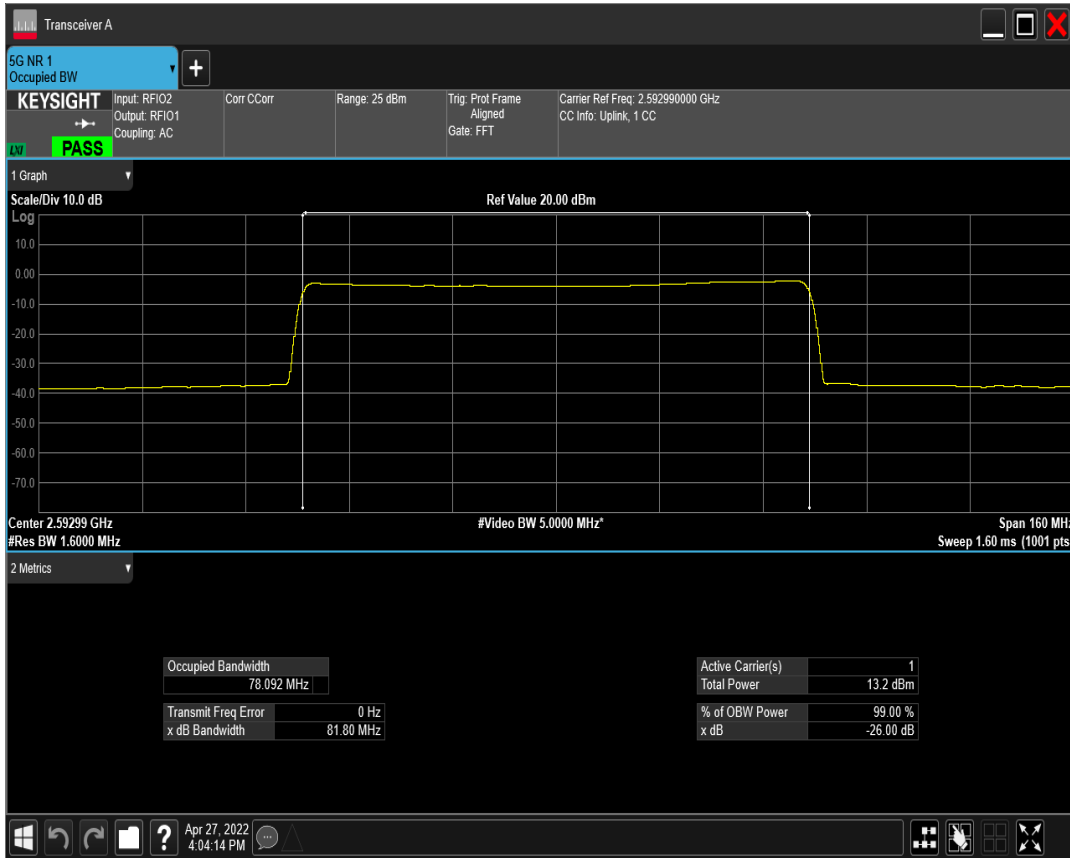 Transceiver A
5G NR 1
Occupied BW
+
KEYSIGHT
LXI
PASS
Input: RFIO2
Output: RFIO1
Coupling: AC
Corr CCorr
Range: 25 dBm
Trig: Prot Frame
Aligned
Gate: FFT
Carrier Ref Freq: 2.592990000 GHz
CC Info: Uplink, 1 CC
1 Graph
Scale/Div 10.0 dB
Ref Value 20.00 dBm
Log
10.0
0.00
-10.0
-20.0
-30.0
-40.0
-50.0
-60.0
-70.0
Center 2.59299 GHz
#Video BW 5.0000 MHz*
Span 160 MHz
#Res BW 1.6000 MHz
Sweep 1.60 ms (1001 pts
2 Metrics
Occupied Bandwidth
78.092 MHz
Transmit Freq Error 0 Hz
x dB Bandwidth 81.80 MHz
Active Carrier(s) 1
Total Power 13.2 dBm
% of OBW Power 99.00 %
x dB -26.00 dB
?
Apr 27, 2022
4:04:14 PM